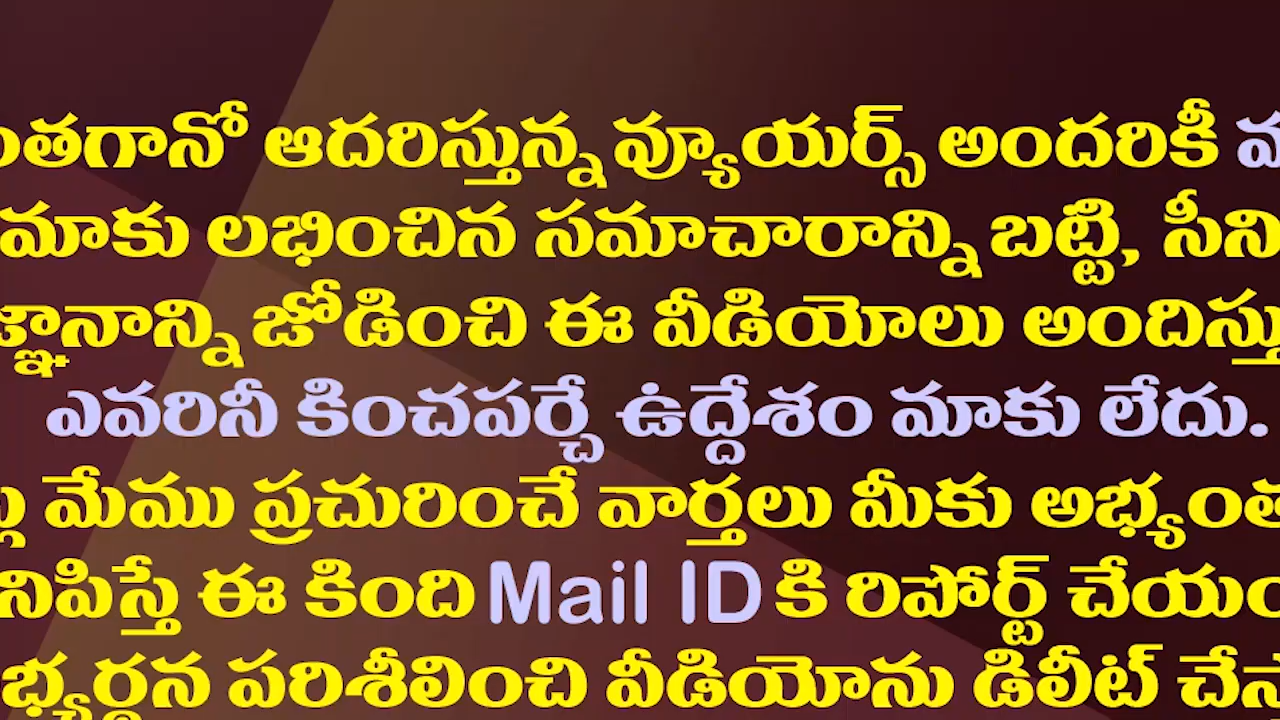 ఆదరిస్తున్న వ్యూయర్స్ అందరికీ
మాకు లభించిన సమాచారాన్ని బట్టి,
జోడించి ఈ వీడియోలు
ఎవరినీ కించపర్చే ఉద్దేశం మాకు లేదు.
మేము ప్రచురించే వార్తలు మీకు
ఈ కింది Mail ID కి రిపోర్ట్
పరిశీలించి వీడియోను డిలీట్